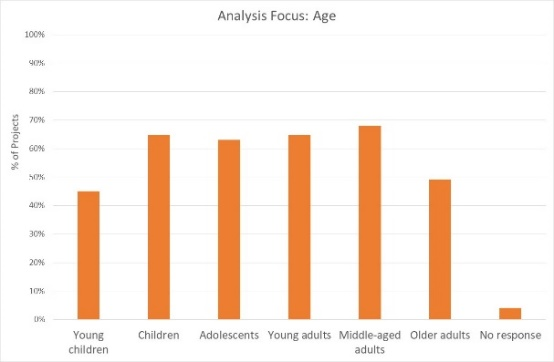 Analysis Focus: Age
100%
90%
80%
70%
60%
50%
40%
30%
20%
10%
0%
% of Projects
Young children
Children
Adolescents
Young adults
Middle-aged adults
Older adults
No response